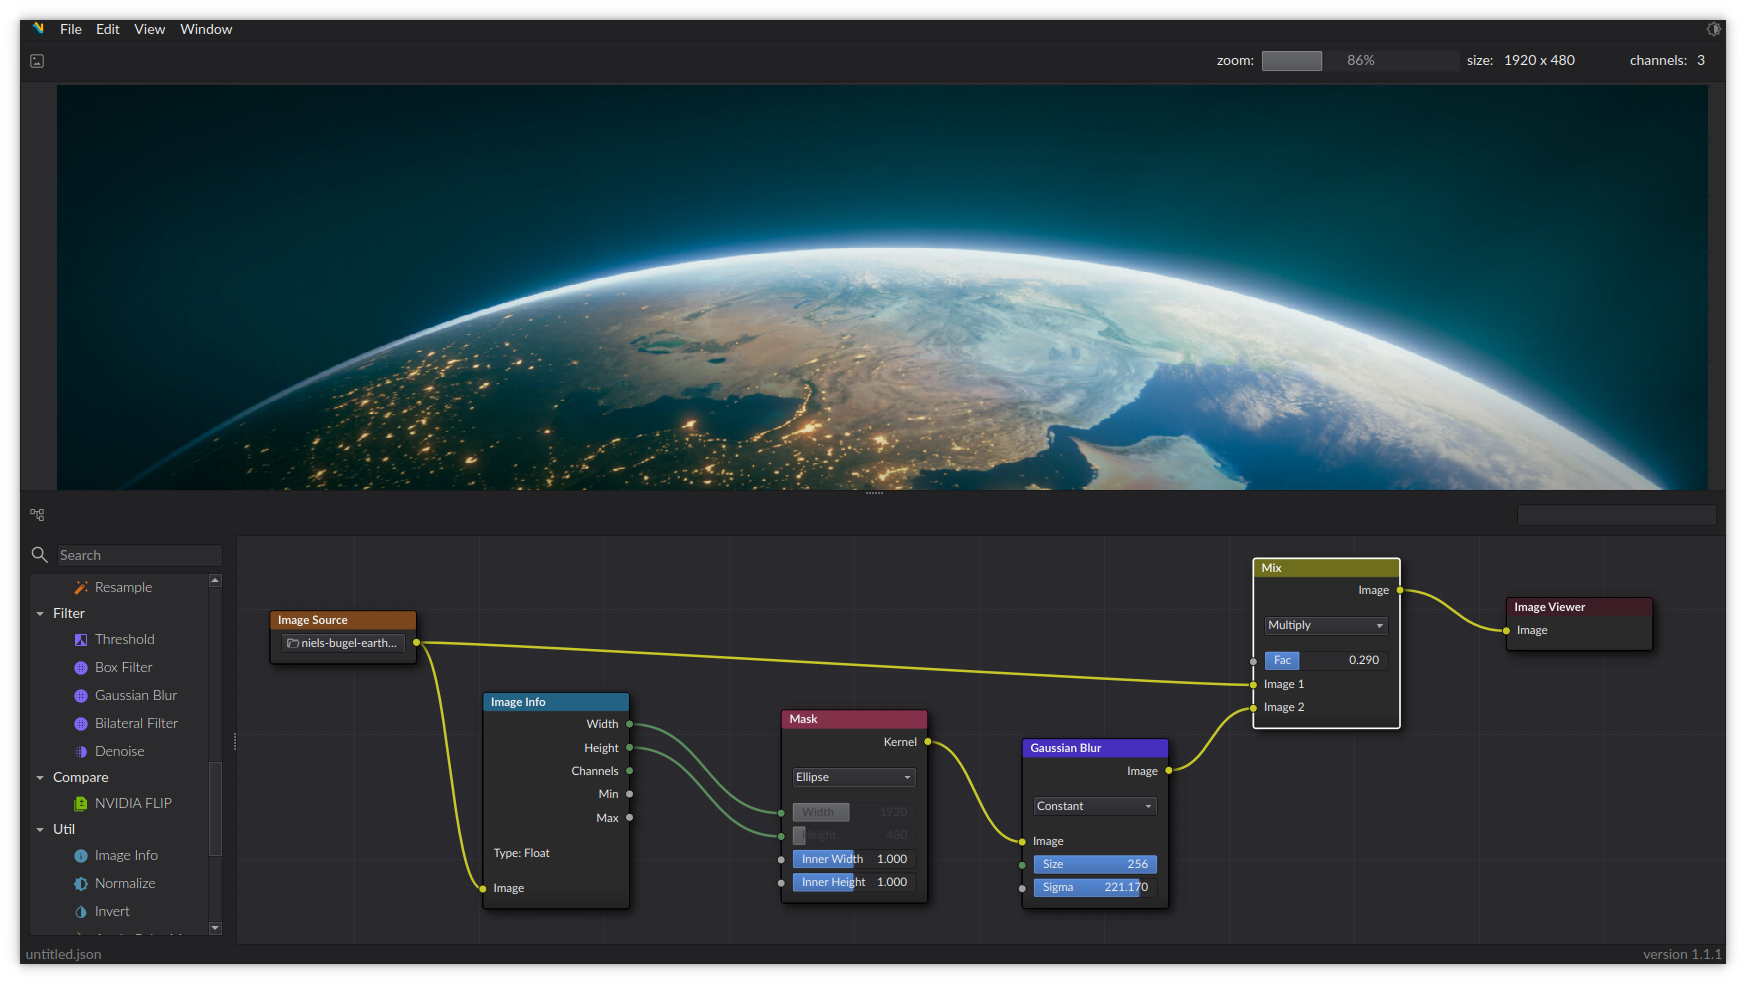 File Edit View Window
zoom: 86% size: 1920 x 480 channels: 3
Search
Resample
Filter
Threshold
Box Filter
Gaussian Blur
Bilateral Filter
Denoise
Compare
NVIDIA FLIP
Util
Image Info
Normalize
Invert
Image Source
niels-bugel-earth...
Image Info
Width
Height
Channels
Min
Max
Type: Float
Image
Mask
Kernel
Ellipse
Width 1920
Height 480
Inner Width 1.000
Inner Height 1.000
Gaussian Blur
Image
Constant
Image
Size 256
Sigma 221.170
Mix
Image
Multiply
Fac 0.290
Image 1
Image 2
Image Viewer
Image
untitled.json
version 1.1.1